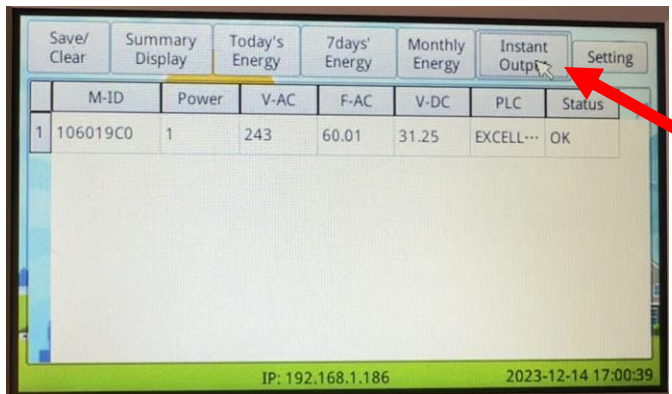 Save/
Clear
Summary
Display
Today's
Energy
7days'
Energy
Monthly
Energy
Instant
Output
Setting
M-ID Power V-AC F-AC V-DC PLC Status
1 106019C0 1 243 60.01 31.25 EXCELL··· OK
IP: 192.168.1.186 2023-12-14 17:00:39